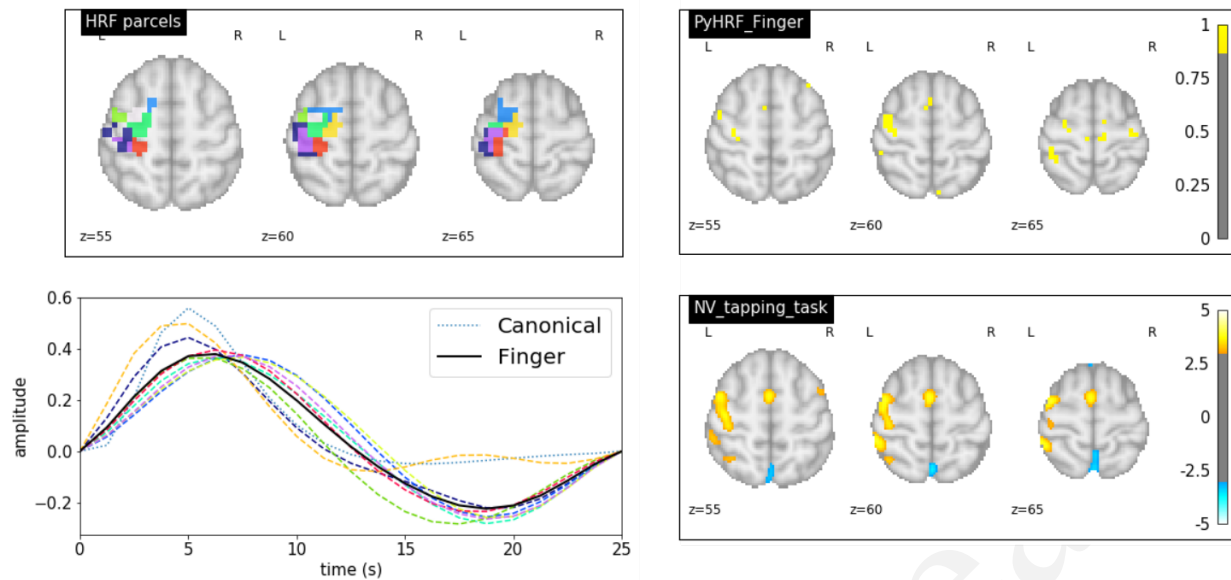 HRF parcels
L R L R L R
z=55 z=60 z=65
PyHRF_Finger
L R L R L R
z=55 z=60 z=65
1
0.75
0.5
0.25
0
0.6
0.4
0.2
0.0
−0.2
amplitude
Canonical
Finger
0 5 10 15 20 25
time (s)
NV_tapping_task
L R L R L R
z=55 z=60 z=65
5
2.5
0
-2.5
-5